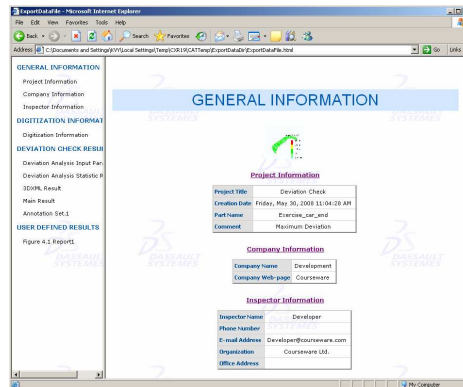 ExportDataFile - Microsoft Internet Explorer
File Edit View Favorites Tools Help
Back Search Favorites
Address C:\Documents and Settings\KVY\Local Settings\Temp\CXR19\CATTemp\ExportDataDir\ExportDataFile.html Go Links
GENERAL INFORMATION
Project Information
Company Information
Inspector Information
DIGITIZATION INFORMAT
Digitization Information
DEVIATION CHECK RESUL
Deviation Analysis Input Par
Deviation Analysis Statistic R
3DXML Result
Main Result
Annotation Set.1
USER DEFINED RESULTS
Figure 4.1 Report1
GENERAL INFORMATION
Project Information
Project Title Deviation Check
Creation Date Friday, May 30, 2008 11:04:28 AM
Part Name Exercise_car_end
Comment Maximum Deviation
Company Information
Company Name Development
Company Web-page Courseware
Inspector Information
Inspector Name Developer
Phone Number
E-mail Address Developer@courseware.com
Organization Courseware Ltd.
Office Address
DASSAULT SYSTEMES
My Computer